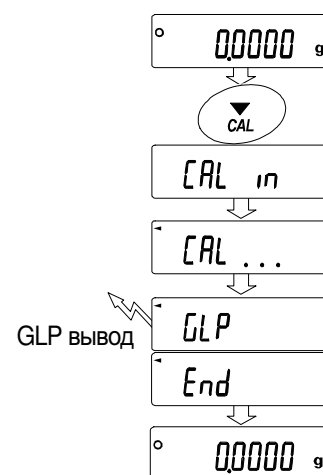 0.0000 g
CAL
CAL in
CAL ...
GLP
GLP вывод
End
0.0000 g